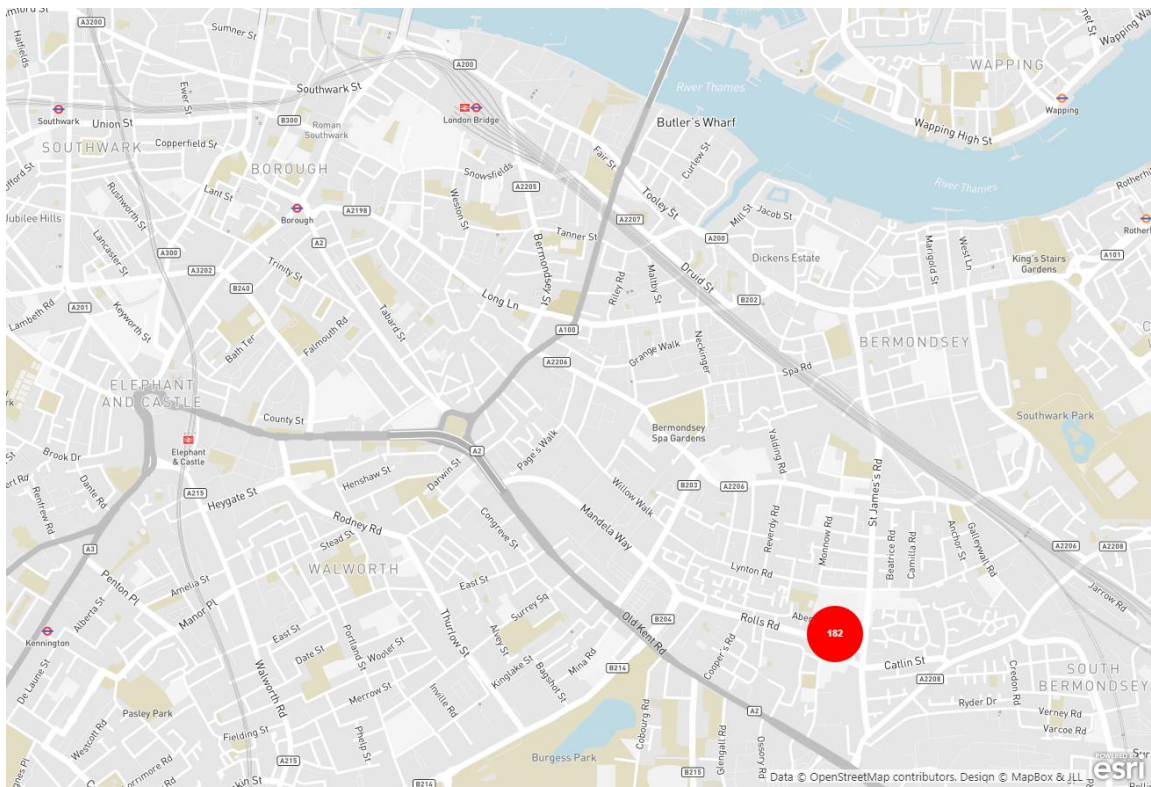 A3200
Sumner St
Hatfields
Ewer St
A200
Southwark St
River Thames
WAPPING
Wapping
Southwark
Union St
B300
Roman
Southwark
London Bridge
Butler's Wharf
Wapping High St
SOUTHWARK
Copperfield St
BOROUGH
Snowsfields
Fair St
Curlew St
River Thames
Rushworth St
Lant St
Weston St
A2205
Tooley St
Jubilee Hills
Borough
A2198
A2207
Mill St
Jacob St
Lancaster St
A2
Bermondsey St
Tanner St
A200
A300
A3202
Trinity St
Dickens Estate
Marigold St
West Ln
King's Stairs
Gardens
A101
B240
Riley Rd
Maltby St
Druid St
Lambeth Rd
A201
Keyworth St
Long Ln
B202
Bath Ter
Falmouth Rd
Tabard St
A100
BERMONDSEY
A2206
Grange Walk
Neckinger
Spa Rd
ELEPHANT
AND CASTLE
County St
Southwark Park
Elephant
& Castle
A2
Page's Walk
Bermondsey
Spa Gardens
Yalding Rd
Brook Dr
Dante Rd
Renfrew Rd
A215
Heygate St
Henshaw St
Darwin St
Willow Walk
B203
A2206
St James's Rd
Rodney Rd
Congreve St
Mandela Way
Reverdy Rd
Monnow Rd
Beatrice Rd
Camilla Rd
Anchor St
Galleywall Rd
A3
Stead St
A2206
A2208
Penton Pl
Amelia St
WALWORTH
Lynton Rd
Jarrow Rd
Alberta St
Manor Pl
East St
Surrey Sq
Kennington
East St
Portland St
Thurlow St
Alvey St
Old Kent Rd
B204
Rolls Rd
182
De Laune St
Date St
Wooler St
Kinglake St
Bagshot St
Mina Rd
B214
Cooper's Rd
Catlin St
A2208
SOUTH
BERMONDSEY
Walworth Rd
Merrow St
Inville Rd
Credon Rd
Ryder Dr
Pasley Park
Westcott Rd
Fielding St
Phelp St
Cobourg Rd
A2
Verney Rd
Varcoe Rd
A215
Burgess Park
Glengall Rd
Ossory Rd
B214
B215
POWERED BY
esri
Data © OpenStreetMap contributors. Design © MapBox & JLL